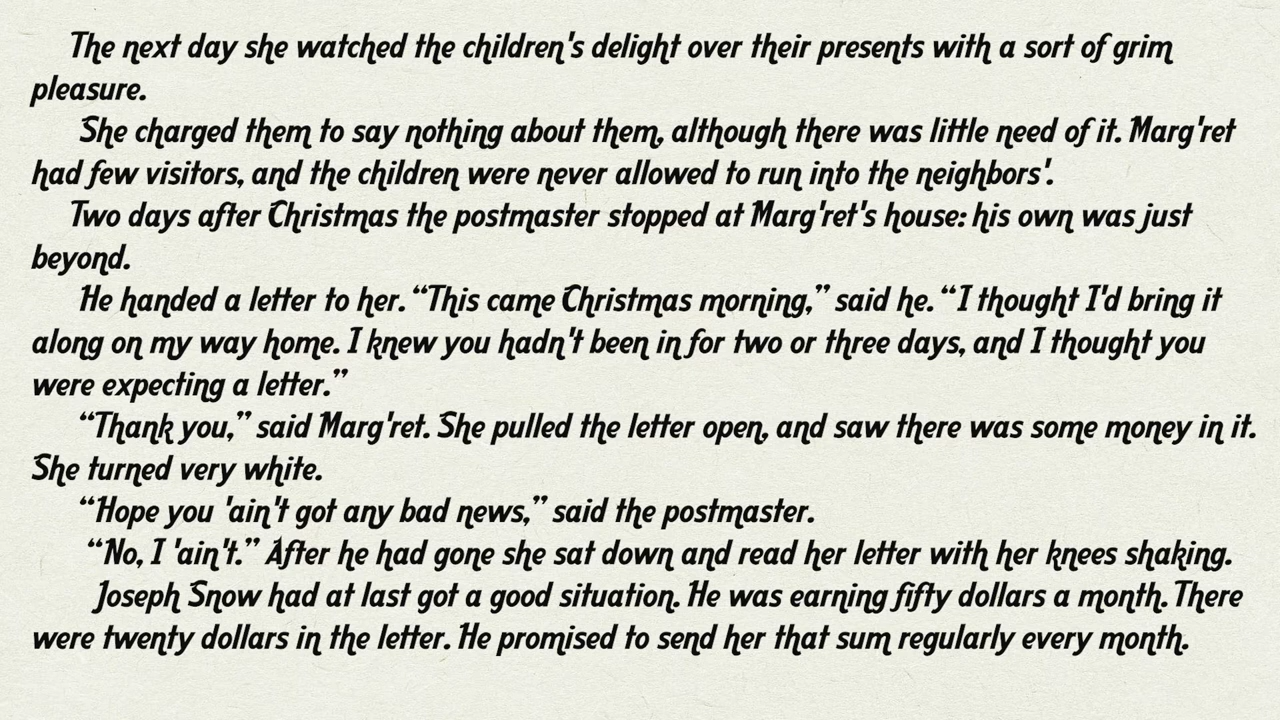 The next day she watched the children's delight over their presents with a sort of grim
pleasure.
She charged them to say nothing about them, although there was little need of it. Marg'ret
had few visitors, and the children were never allowed to run into the neighbors'.
Two days after Christmas the postmaster stopped at Marg'ret's house: his own was just
beyond.
He handed a letter to her. “This came Christmas morning,” said he. “I thought I'd bring it
along on my way home. I knew you hadn't been in for two or three days, and I thought you
were expecting a letter.”
“Thank you,” said Marg'ret. She pulled the letter open, and saw there was some money in it.
She turned very white.
“Hope you 'ain't got any bad news,” said the postmaster.
“No, I 'ain't.” After he had gone she sat down and read her letter with her knees shaking.
Joseph Snow had at last got a good situation. He was earning fifty dollars a month. There
were twenty dollars in the letter. He promised to send her that sum regularly every month.